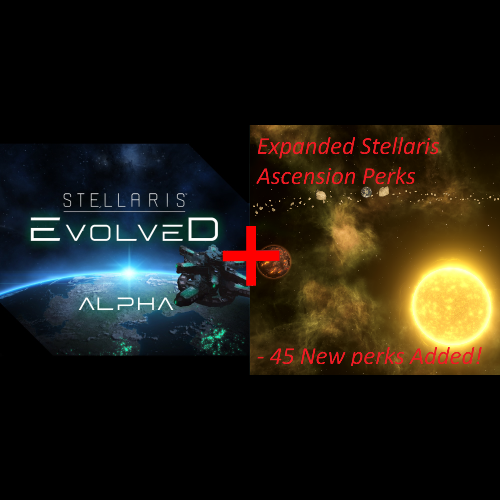 STELLARIS
EVOLVED
ALPHA
+
Expanded Stellaris
Ascension Perks
- 45 New perks Added!